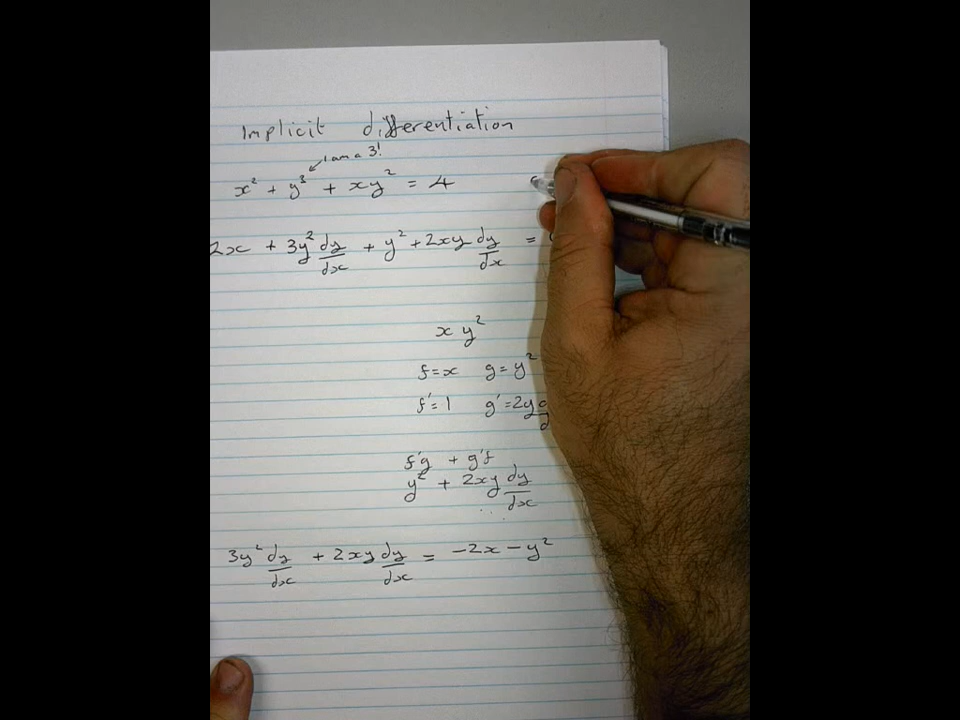 Implicit differentiation
I am a 3!
x² + y³ + xy² = 4
2x + 3y² dy/dx + y² + 2xy dy/dx =
x y²
f=x g=y²
f'=1 g'=2y
f'g + g'f
y² + 2xy dy/dx
3y² dy/dx + 2xy dy/dx = -2x - y²